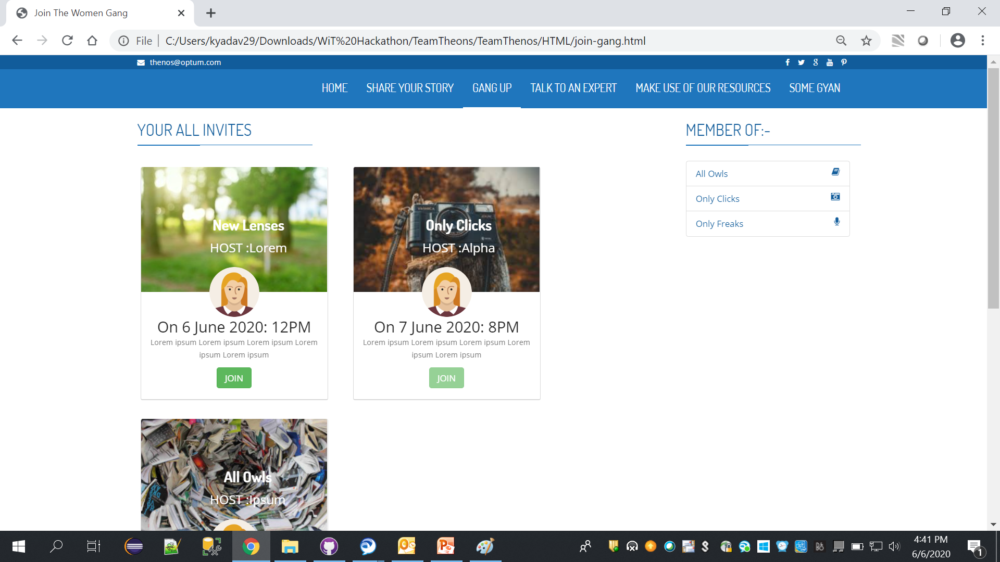 Join The Women Gang
File C:/Users/kyadav29/Downloads/WiT%20Hackathon/TeamTheons/TeamThenos/HTML/join-gang.html
thenos@optum.com
HOME SHARE YOUR STORY GANG UP TALK TO AN EXPERT MAKE USE OF OUR RESOURCES SOME GYAN
YOUR ALL INVITES
New Lenses
HOST :Lorem
On 6 June 2020: 12PM
Lorem ipsum Lorem ipsum Lorem ipsum Lorem
ipsum Lorem ipsum
JOIN
Only Clicks
HOST :Alpha
On 7 June 2020: 8PM
Lorem ipsum Lorem ipsum Lorem ipsum Lorem
ipsum Lorem ipsum
JOIN
All Owls
HOST :Ipsum
MEMBER OF:-
All Owls
Only Clicks
Only Freaks
4:41 PM
6/6/2020
1